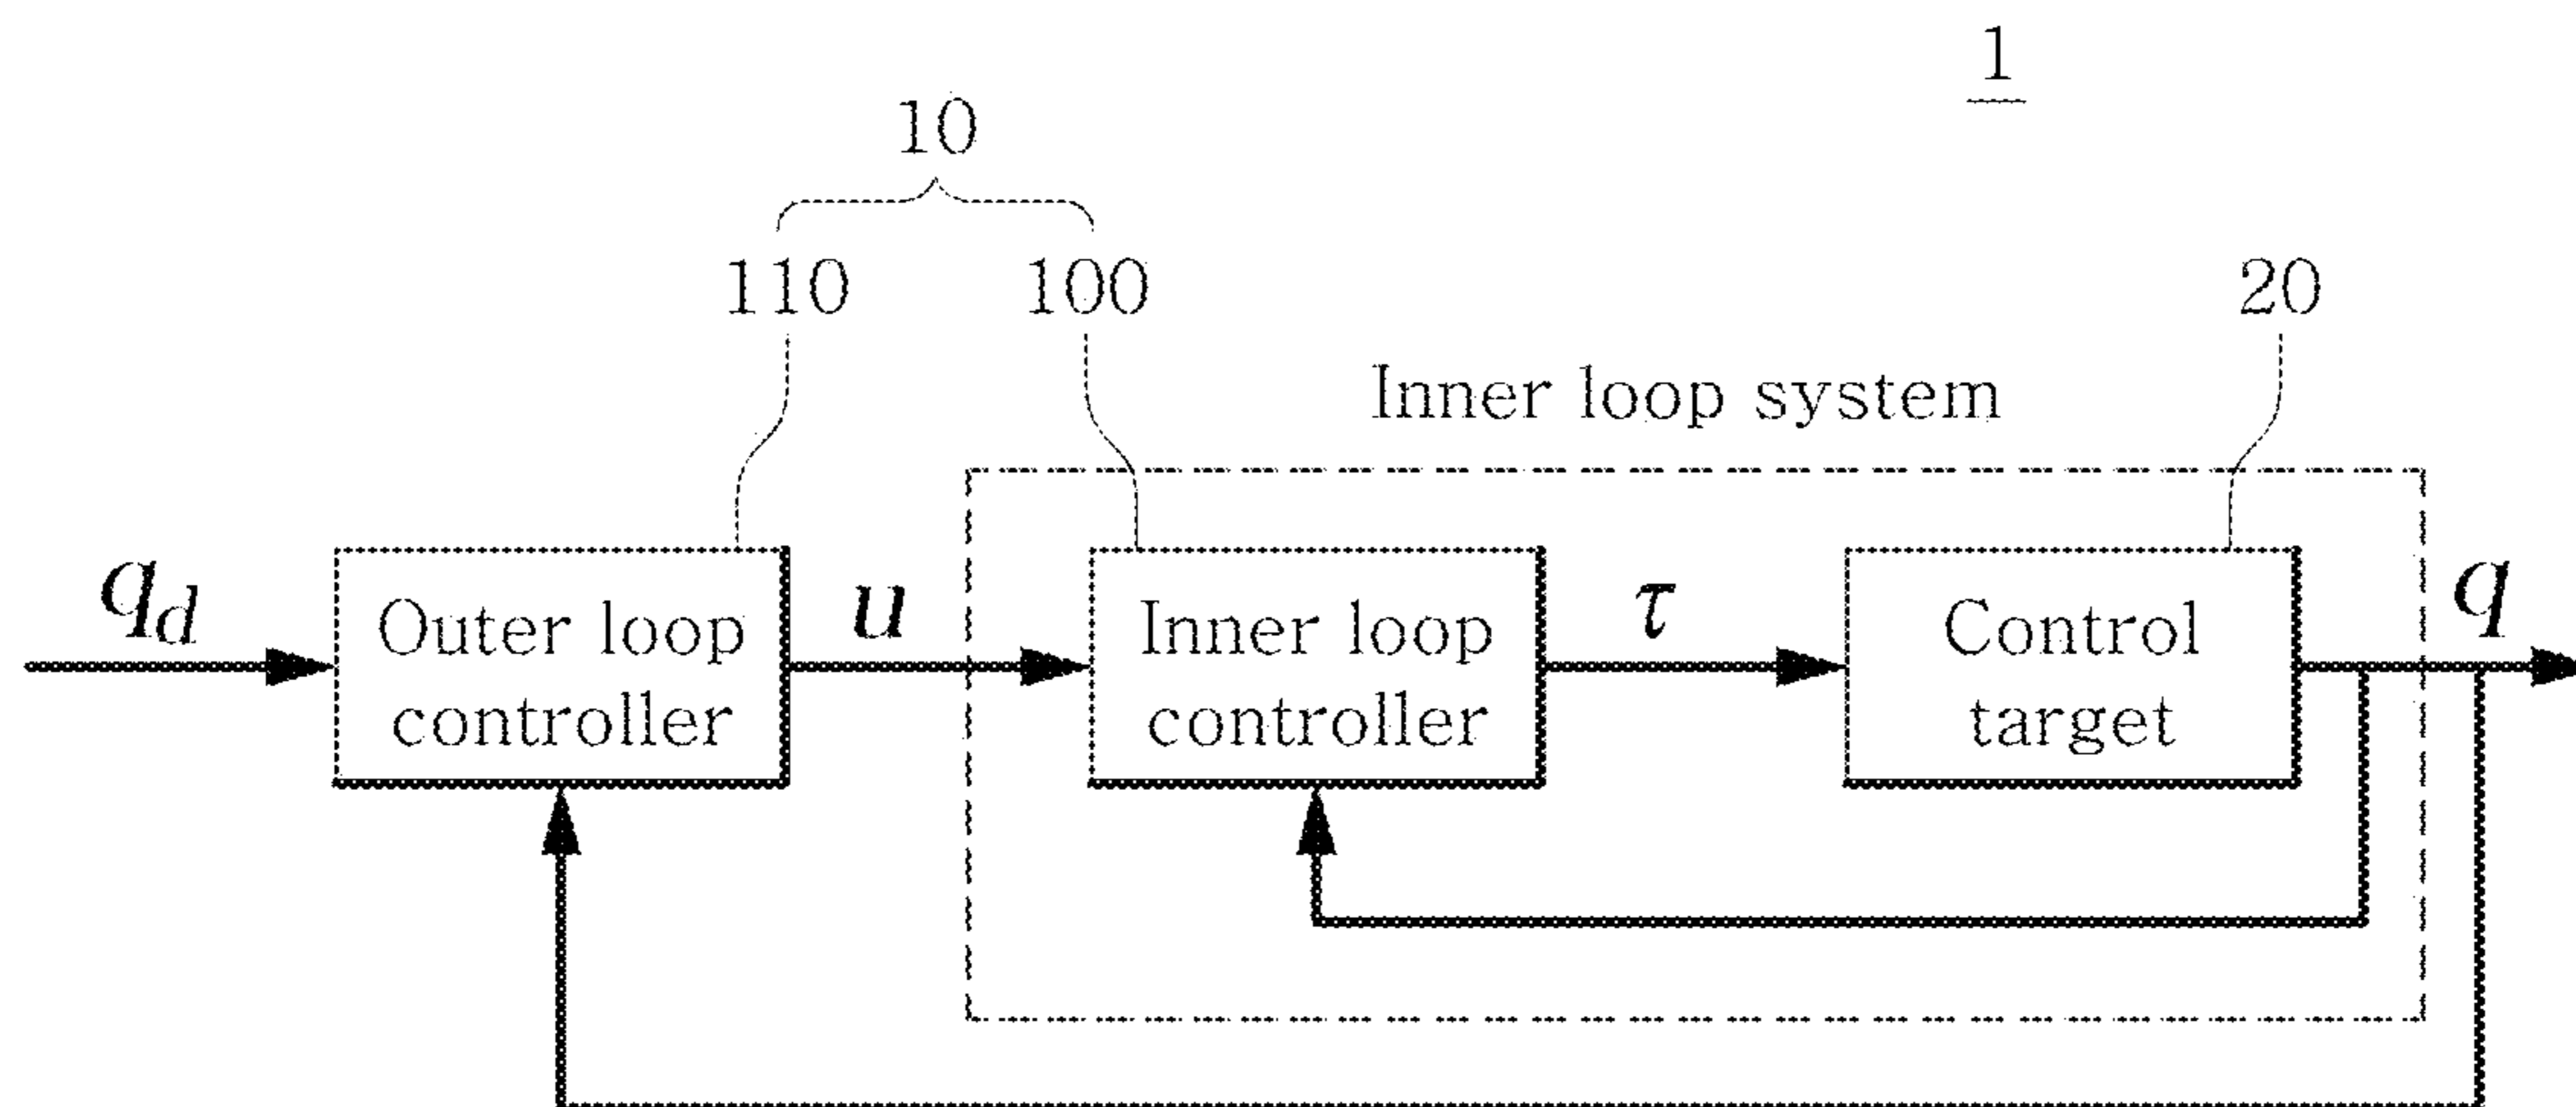 1
10
110
100
20
Inner loop system
q_d
Outer loop
controller
u
Inner loop
controller
τ
Control
target
q